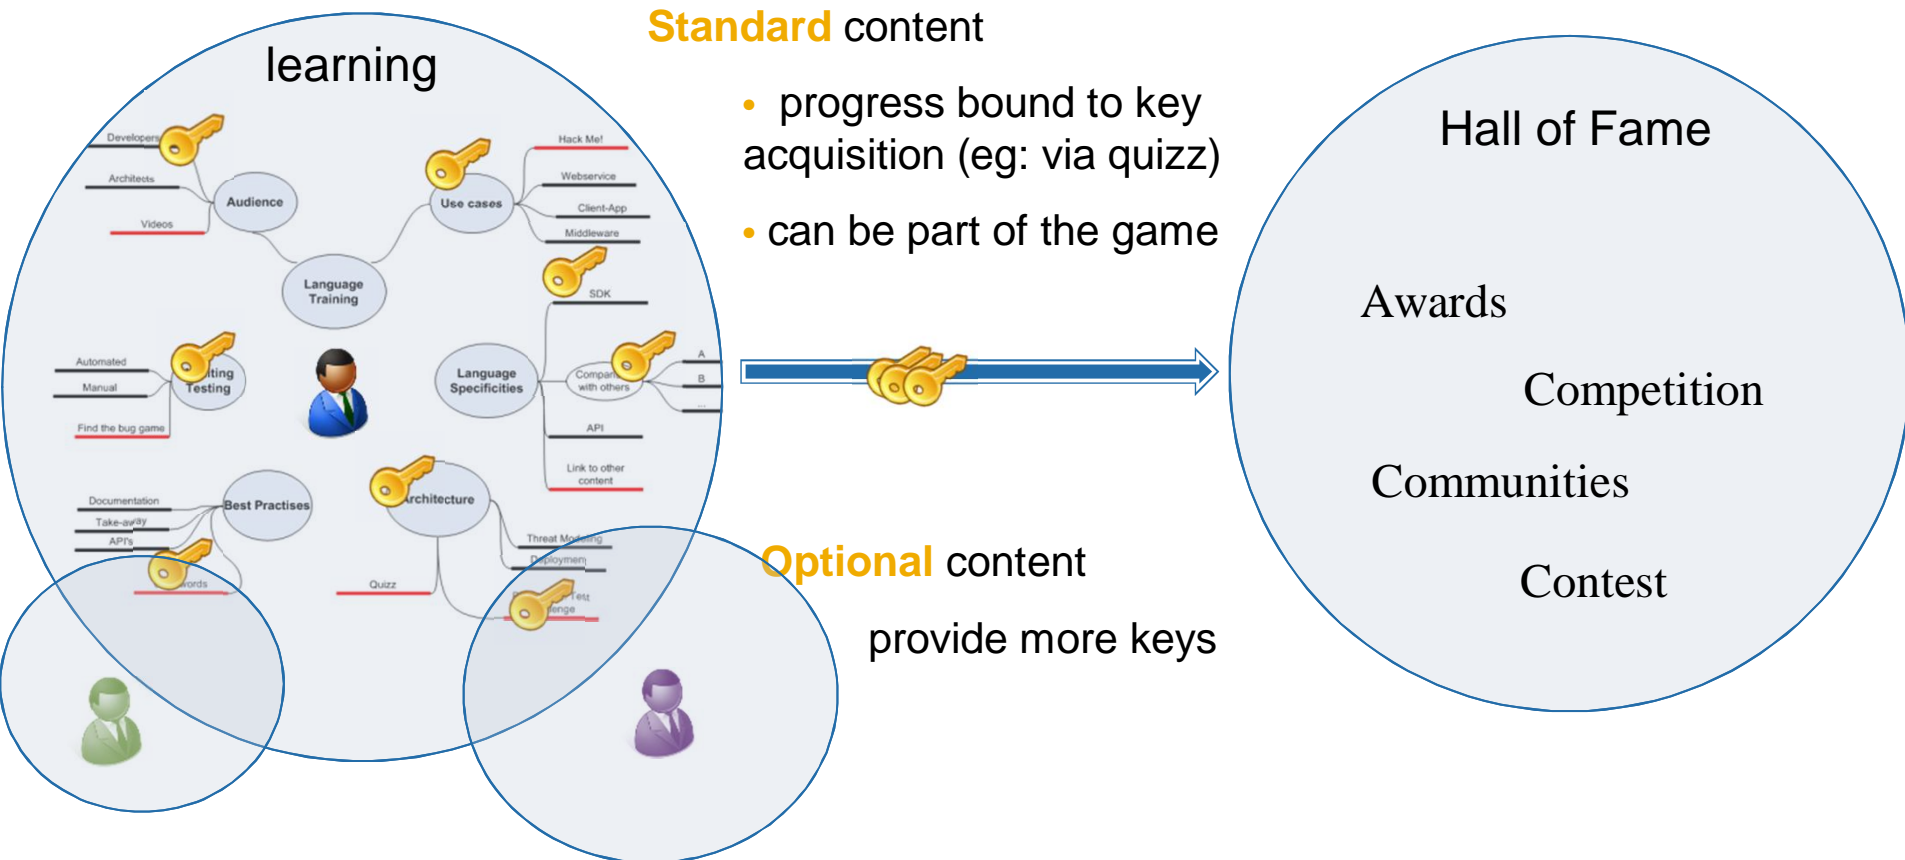 learning
Developers
Architects
Videos
Audience
Use cases
Hack Me!
Webservice
Client-App
Middleware
Language
Training
SDK
Automated
Manual
Find the bug game
Testing
Language
Specificities
with others
A
B
...
API
Link to other
content
Documentation
Take-away
API's
Best Practises
Quizz
Threat Modeling
Standard content
• progress bound to key
acquisition (eg: via quizz)
• can be part of the game
Optional content
provide more keys
Hall of Fame
Awards
Competition
Communities
Contest